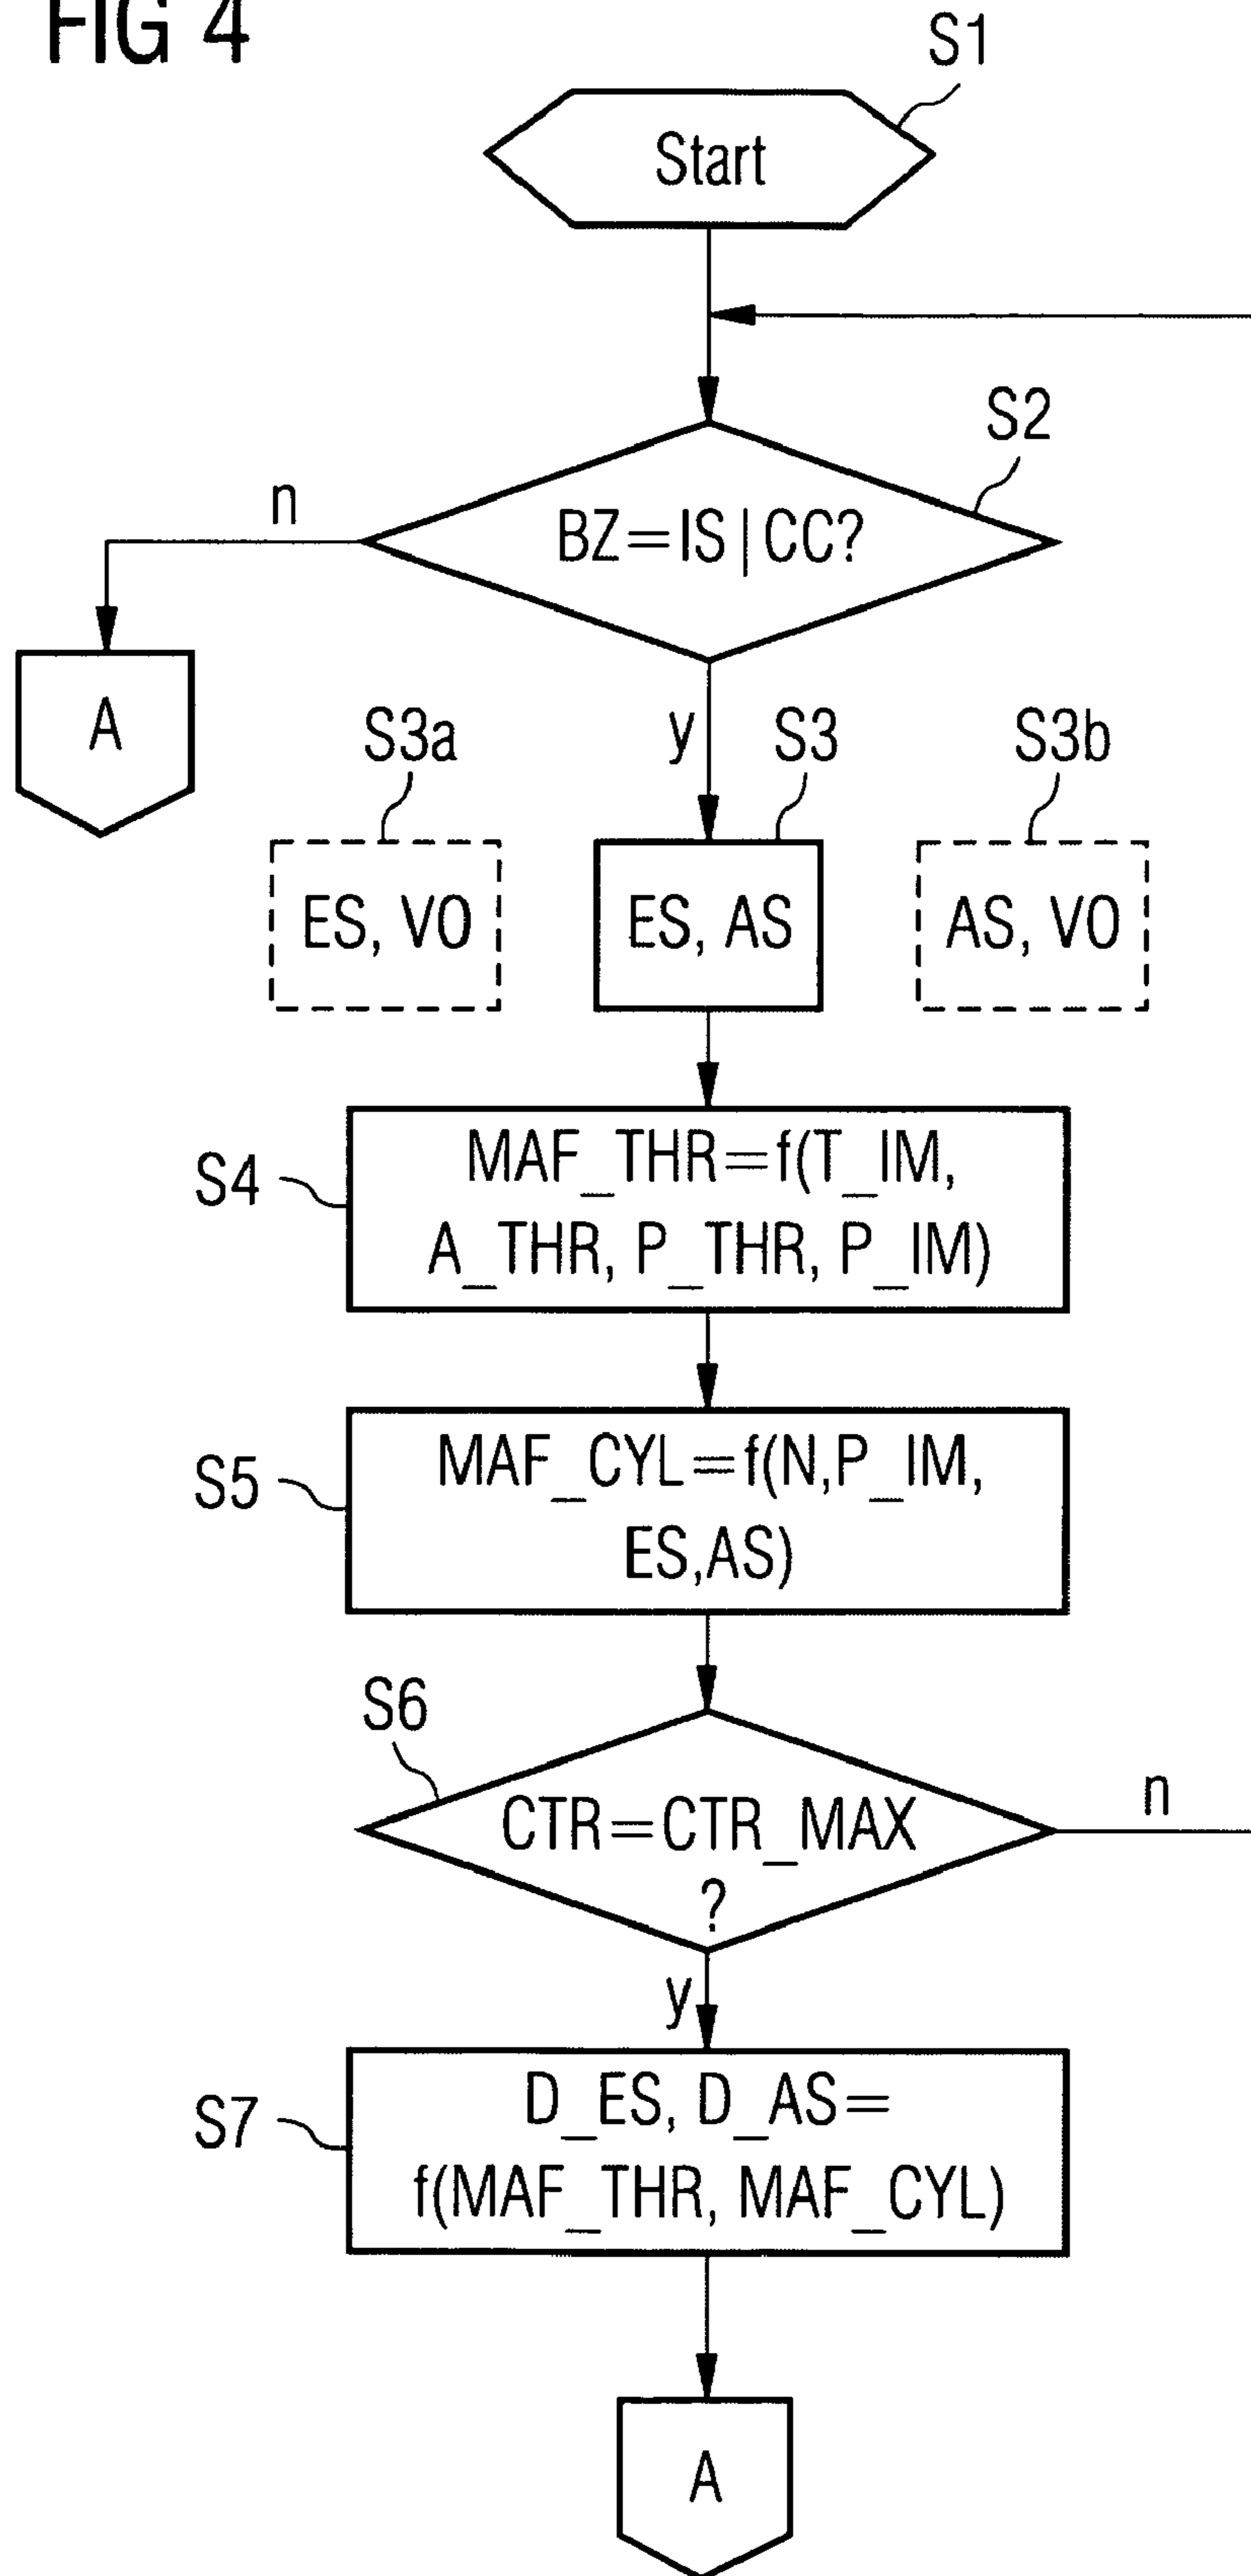 FIG 4
S1
Start
S2
n
BZ=IS|CC?
A
S3a
y
S3
S3b
ES, VO
ES, AS
AS, VO
S4
MAF_THR=f(T_IM,
A_THR, P_THR, P_IM)
S5
MAF_CYL=f(N,P_IM,
ES,AS)
S6
n
CTR=CTR_MAX
?
y
S7
D_ES, D_AS=
f(MAF_THR, MAF_CYL)
A